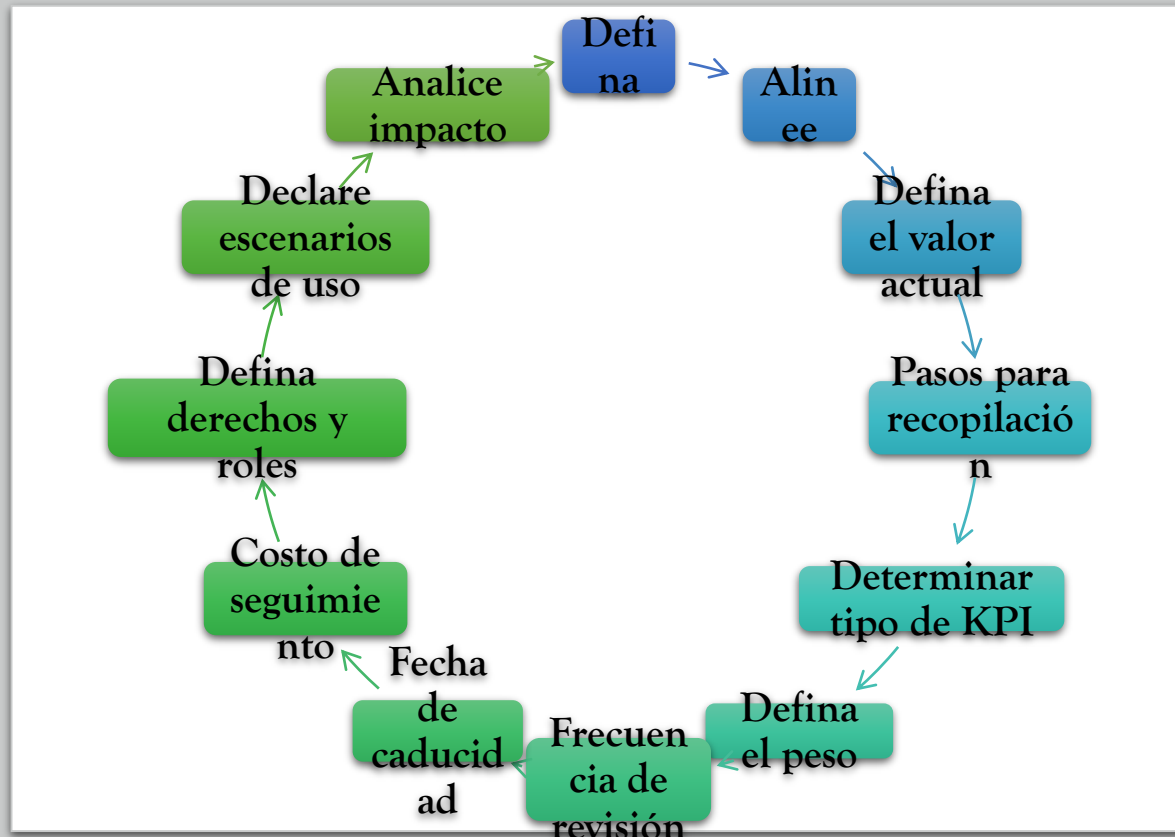 Defi
na
Alin
ee
Defina
el valor
actual
Pasos para
recopilació
n
Determinar
tipo de KPI
Defina
el peso
Frecuen
cia de
revisión
Fecha
de
caducid
ad
Costo de
seguimie
nto
Defina
derechos y
roles
Declare
escenarios
de uso
Analice
impacto